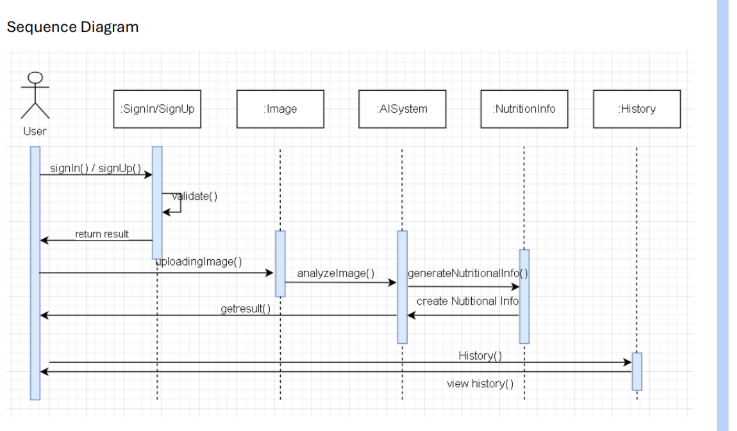 Sequence Diagram
:SignIn/SignUp
:Image
:AISystem
:NutritionInfo
:History
User
signIn() / signUp()
validate()
return result
uploadingImage()
analyzeImage()
generateNutritionalInfo()
create Nutitional Info
getresult()
History()
view history()